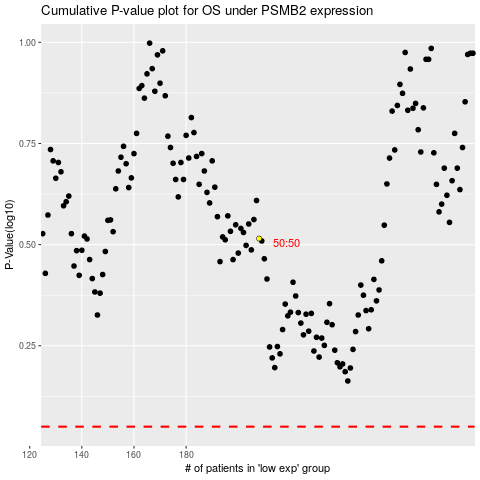 Cumulative P-value plot for OS under PSMB2 expression
P-Value(log10)
1.00
0.75
0.50
0.25
50:50
120 140 160 180
# of patients in 'low exp' group